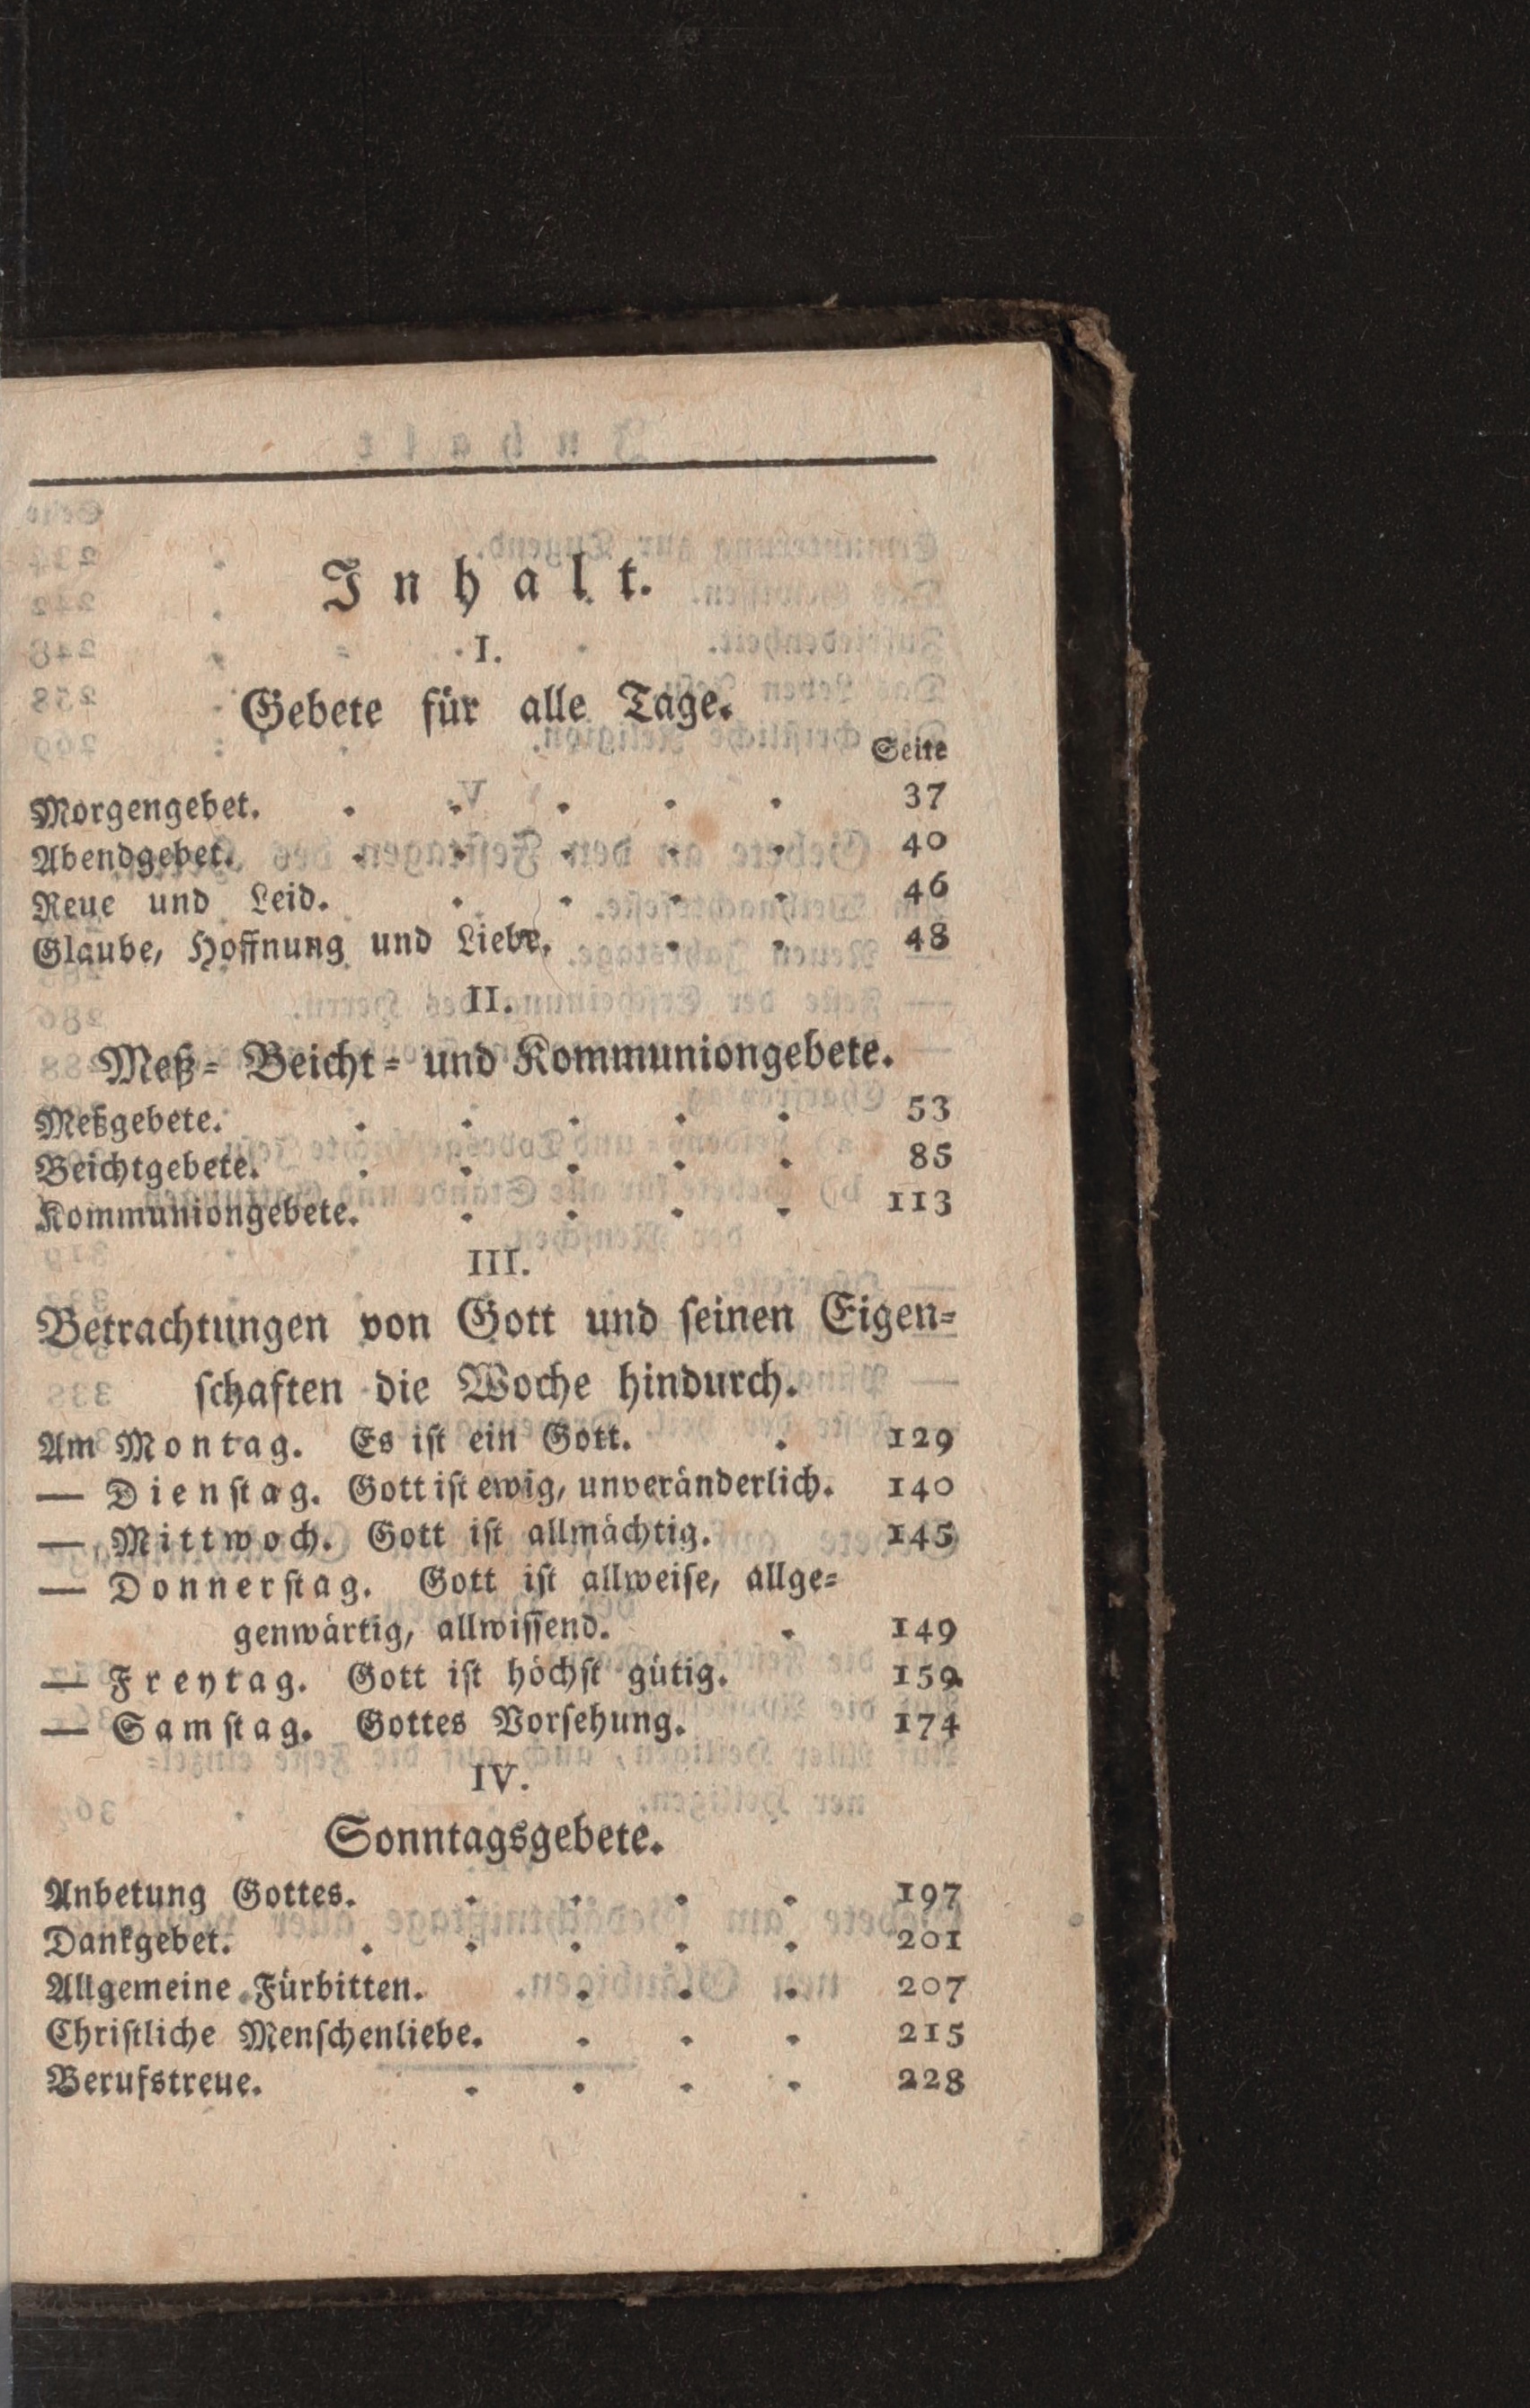 Inhalt.
I.
Gebete für alle Tage.
Seite
Morgengebet. . . . . . 37
Abendgebet. . . . . . 40
Reue und Leid. . . . . 46
Glaube, Hoffnung und Liebe. . . 48
II.
Meß- Beicht- und Kommuniongebete.
Meßgebete. . . . . . 53
Beichtgebete. . . . . . 85
Kommuniongebete. . . . . 113
III.
Betrachtungen von Gott und seinen Eigen-
schaften die Woche hindurch.
Am Montag. Es ist ein Gott. . 129
— Dienstag. Gott ist ewig, unveränderlich. 140
— Mittwoch. Gott ist allmächtig. 145
— Donnerstag. Gott ist allweise, allge-
genwärtig, allwissend. . 149
— Freytag. Gott ist höchst gütig. 159
— Samstag. Gottes Vorsehung. 174
IV.
Sonntagsgebete.
Anbetung Gottes. . . . . 197
Dankgebet. . . . . . 201
Allgemeine Fürbitten. . . . 207
Christliche Menschenliebe. . . . 215
Berufstreue. . . . . 228